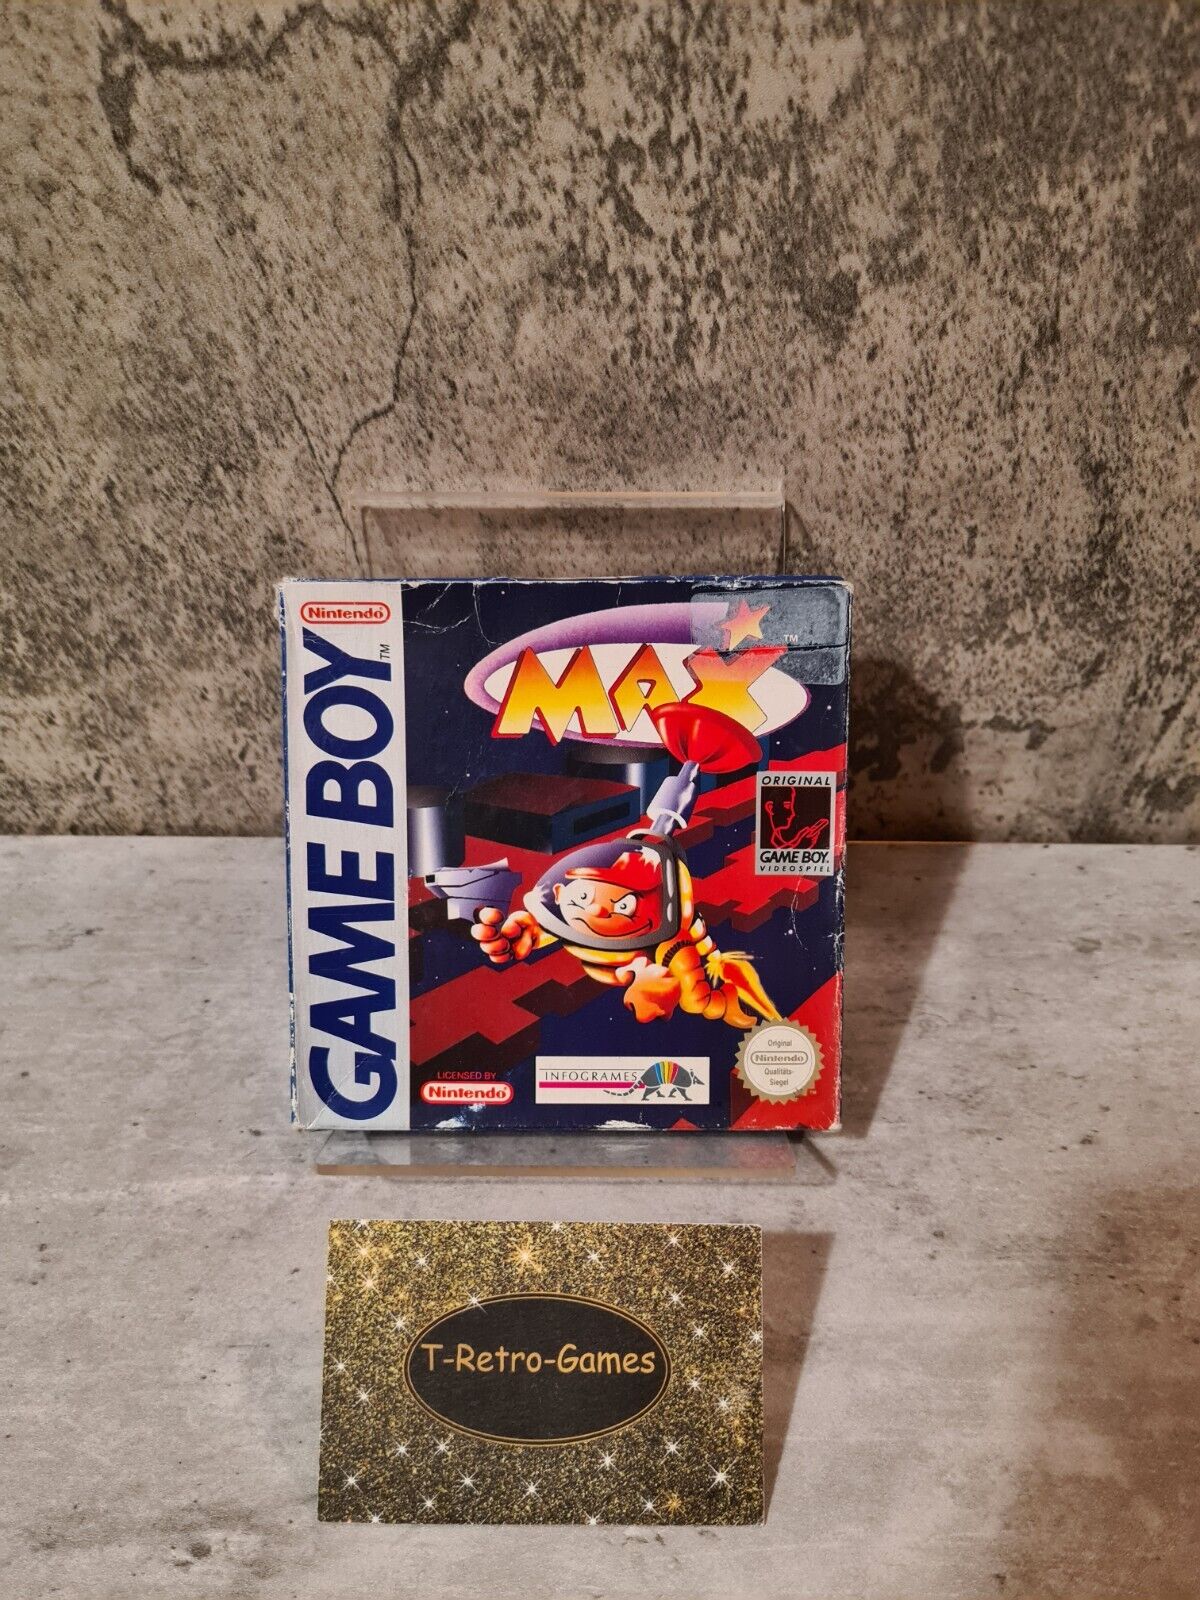 Nintendo
GAME BOY™
MAX
TM
ORIGINAL
GAME BOY.
VIDEOSPIEL
LICENSED BY
Nintendo
INFOGRAMES
Original
Nintendo
Qualitäts-
Siegel
TM
T-Retro-Games